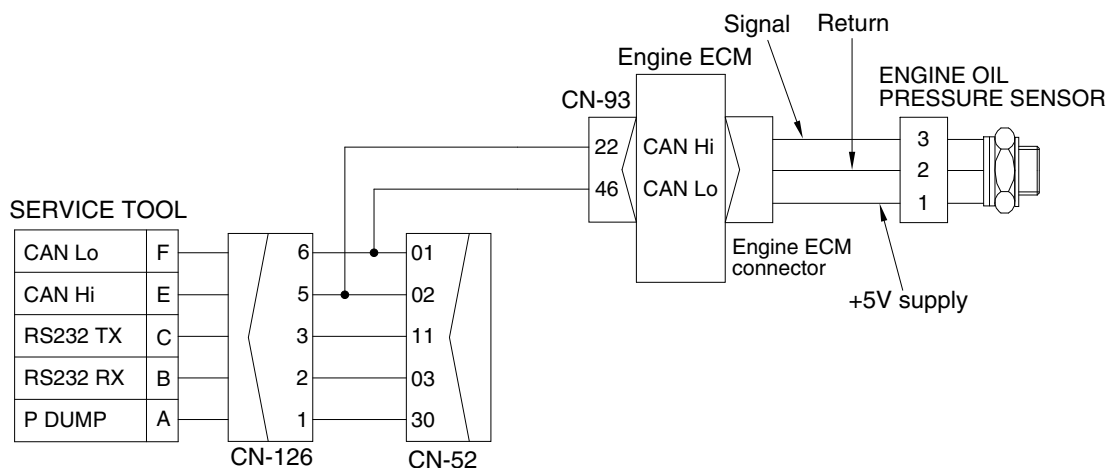 Signal Return
Engine ECM
CN-93
ENGINE OIL
PRESSURE SENSOR
22 CAN Hi 3
46 CAN Lo 2
1
Engine ECM
connector
+5V supply
SERVICE TOOL
CAN Lo F 6 01
CAN Hi E 5 02
RS232 TX C 3 11
RS232 RX B 2 03
P DUMP A 1 30
CN-126 CN-52